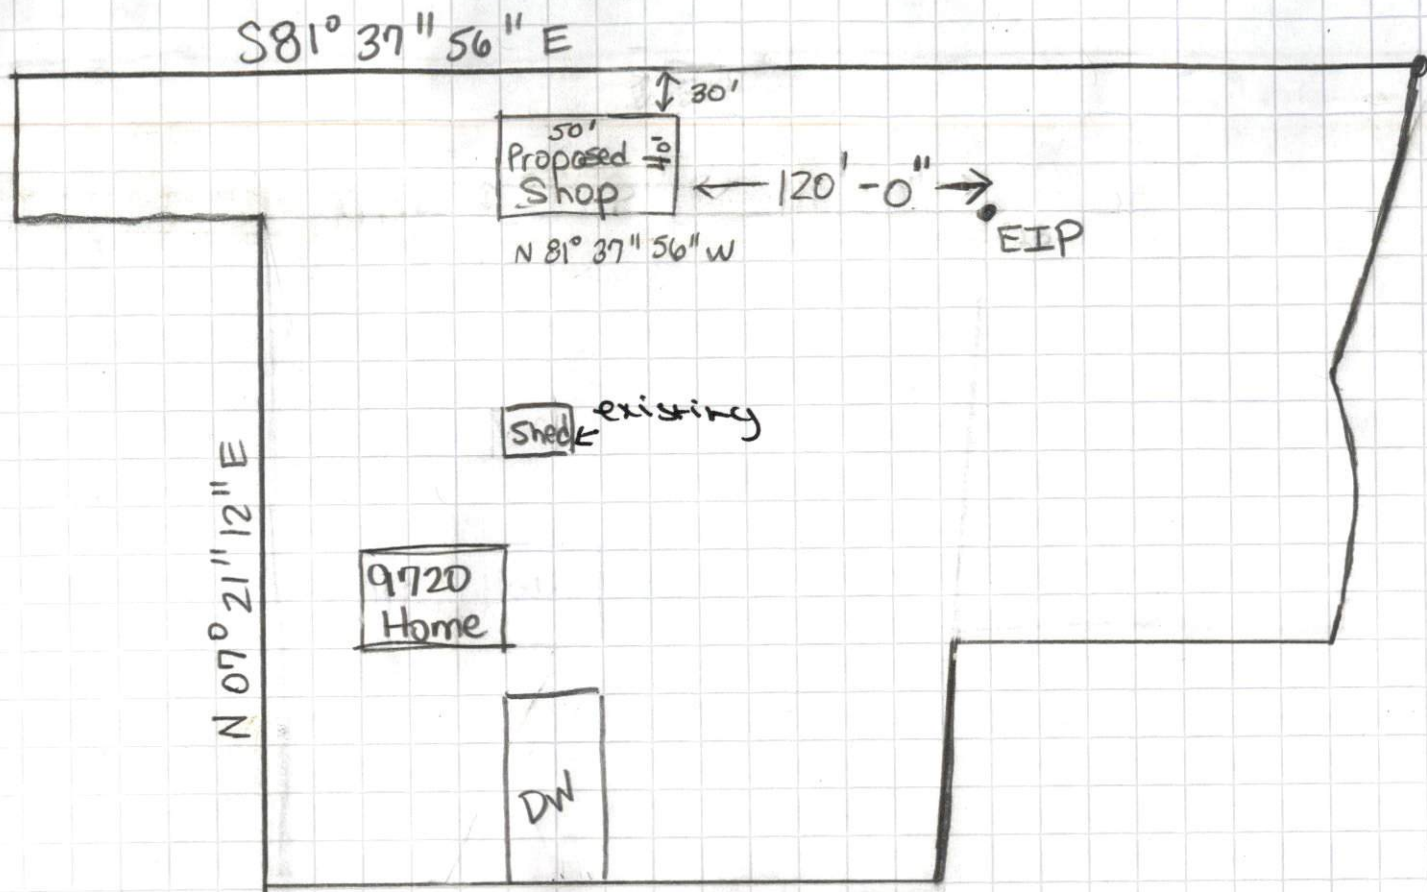 S81° 37" 56" E
30'
50'
Proposed
Shop
40'
120'-0"
EIP
N 81° 37" 56" W
existing
Shed
N 07° 21" 12" E
9720
Home
DW